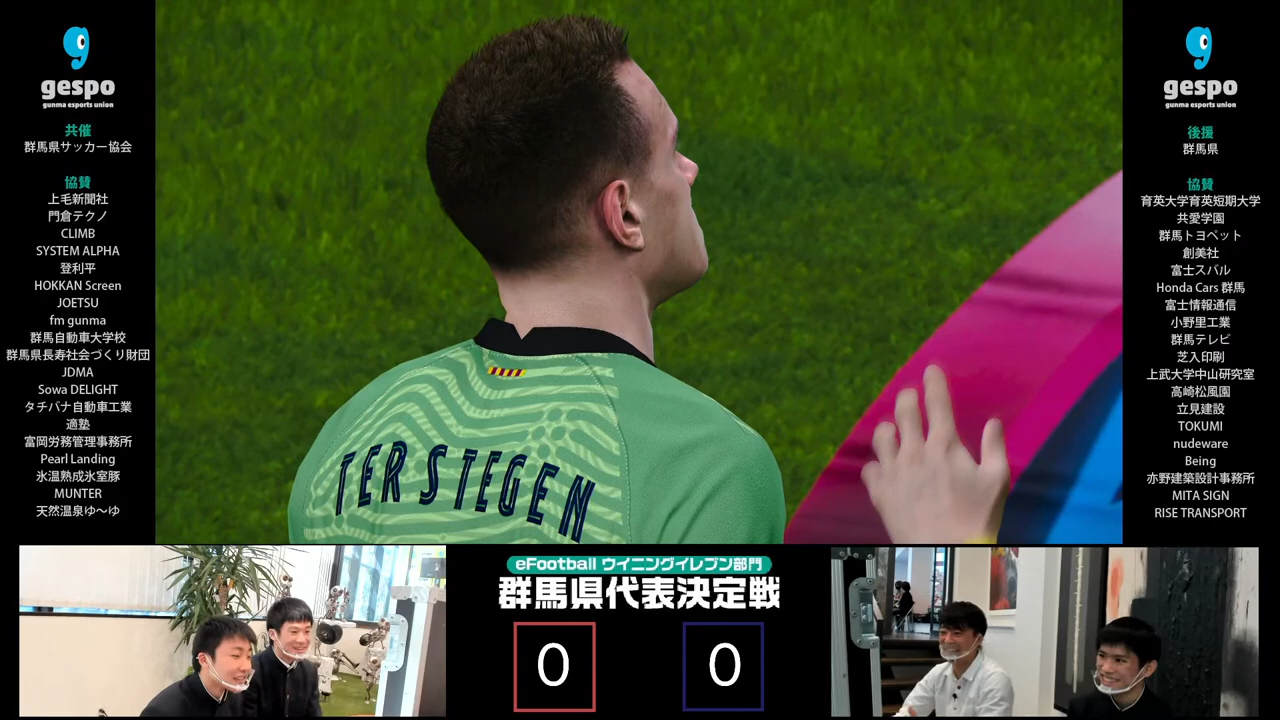 gespo
gunma esports union
共催
群馬県サッカー協会
協賛
上毛新聞社
門倉テクノ
CLIMB
SYSTEM ALPHA
登利平
HOKKAN Screen
JOETSU
fm gunma
群馬自動車大学校
群馬県長寿社会づくり財団
JDMA
Sowa DELIGHT
タチバナ自動車工業
適塾
富岡労務管理事務所
Pearl Landing
氷温熟成氷室豚
MUNTER
天然温泉ゆ～ゆ
TER STEGEN
gespo
gunma esports union
後援
群馬県
協賛
育英大学育英短期大学
共愛学園
群馬トヨペット
創美社
富士スバル
Honda Cars 群馬
富士情報通信
小野里工業
群馬テレビ
芝入印刷
上武大学中山研究室
高崎松風園
立見建設
TOKUMI
nudeware
Being
亦野建築設計事務所
MITA SIGN
RISE TRANSPORT
eFootball ウイニングイレブン部門
群馬県代表決定戦
0
0